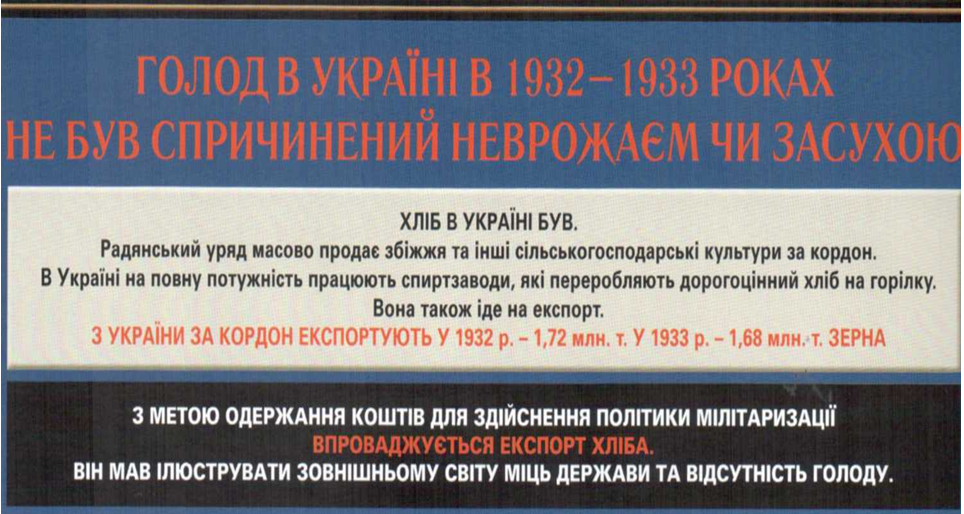 ГОЛОД В УКРАЇНІ В 1932–1933 РОКАХ
НЕ БУВ СПРИЧИНЕНИЙ НЕВРОЖАЄМ ЧИ ЗАСУХОЮ
ХЛІБ В УКРАЇНІ БУВ.
Радянський уряд масово продає збіжжя та інші сільськогосподарські культури за кордон.
В Україні на повну потужність працюють спиртзаводи, які переробляють дорогоцінний хліб на горілку.
Вона також іде на експорт.
З УКРАЇНИ ЗА КОРДОН ЕКСПОРТУЮТЬ У 1932 р. – 1,72 млн. т. У 1933 р. – 1,68 млн. т. ЗЕРНА
З МЕТОЮ ОДЕРЖАННЯ КОШТІВ ДЛЯ ЗДІЙСНЕННЯ ПОЛІТИКИ МІЛІТАРИЗАЦІЇ
ВПРОВАДЖУЄТЬСЯ ЕКСПОРТ ХЛІБА.
ВІН МАВ ІЛЮСТРУВАТИ ЗОВНІШНЬОМУ СВІТУ МІЦЬ ДЕРЖАВИ ТА ВІДСУТНІСТЬ ГОЛОДУ.